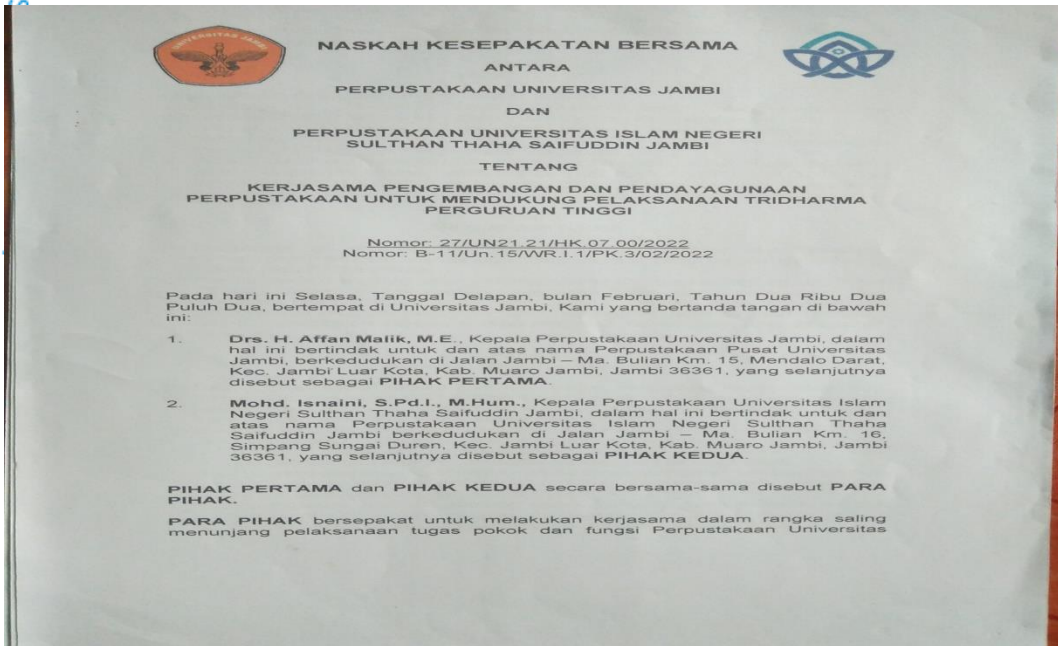 UNIVERSITAS JAMBI
NASKAH KESEPAKATAN BERSAMA
ANTARA
PERPUSTAKAAN UNIVERSITAS JAMBI
DAN
PERPUSTAKAAN UNIVERSITAS ISLAM NEGERI
SULTHAN THAHA SAIFUDDIN JAMBI
TENTANG
KERJASAMA PENGEMBANGAN DAN PENDAYAGUNAAN
PERPUSTAKAAN UNTUK MENDUKUNG PELAKSANAAN TRIDHARMA
PERGURUAN TINGGI
Nomor: 27/UN21.21/HK.07.00/2022
Nomor: B-11/Un.15/WR.I.1/PK.3/02/2022
Pada hari ini Selasa, Tanggal Delapan, bulan Februari, Tahun Dua Ribu Dua
Puluh Dua, bertempat di Universitas Jambi, Kami yang bertanda tangan di bawah
ini:
1. Drs. H. Affan Malik, M.E., Kepala Perpustakaan Universitas Jambi, dalam
hal ini bertindak untuk dan atas nama Perpustakaan Pusat Universitas
Jambi, berkedudukan di Jalan Jambi – Ma. Bulian Km. 15, Mendalo Darat,
Kec. Jambi Luar Kota, Kab. Muaro Jambi, Jambi 36361, yang selanjutnya
disebut sebagai PIHAK PERTAMA.
2. Mohd. Isnaini, S.Pd.I., M.Hum., Kepala Perpustakaan Universitas Islam
Negeri Sulthan Thaha Saifuddin Jambi, dalam hal ini bertindak untuk dan
atas nama Perpustakaan Universitas Islam Negeri Sulthan Thaha
Saifuddin Jambi berkedudukan di Jalan Jambi – Ma. Bulian Km. 16,
Simpang Sungai Duren, Kec. Jambi Luar Kota, Kab. Muaro Jambi, Jambi
36361, yang selanjutnya disebut sebagai PIHAK KEDUA.
PIHAK PERTAMA dan PIHAK KEDUA secara bersama-sama disebut PARA
PIHAK.
PARA PIHAK bersepakat untuk melakukan kerjasama dalam rangka saling
menunjang pelaksanaan tugas pokok dan fungsi Perpustakaan Universitas